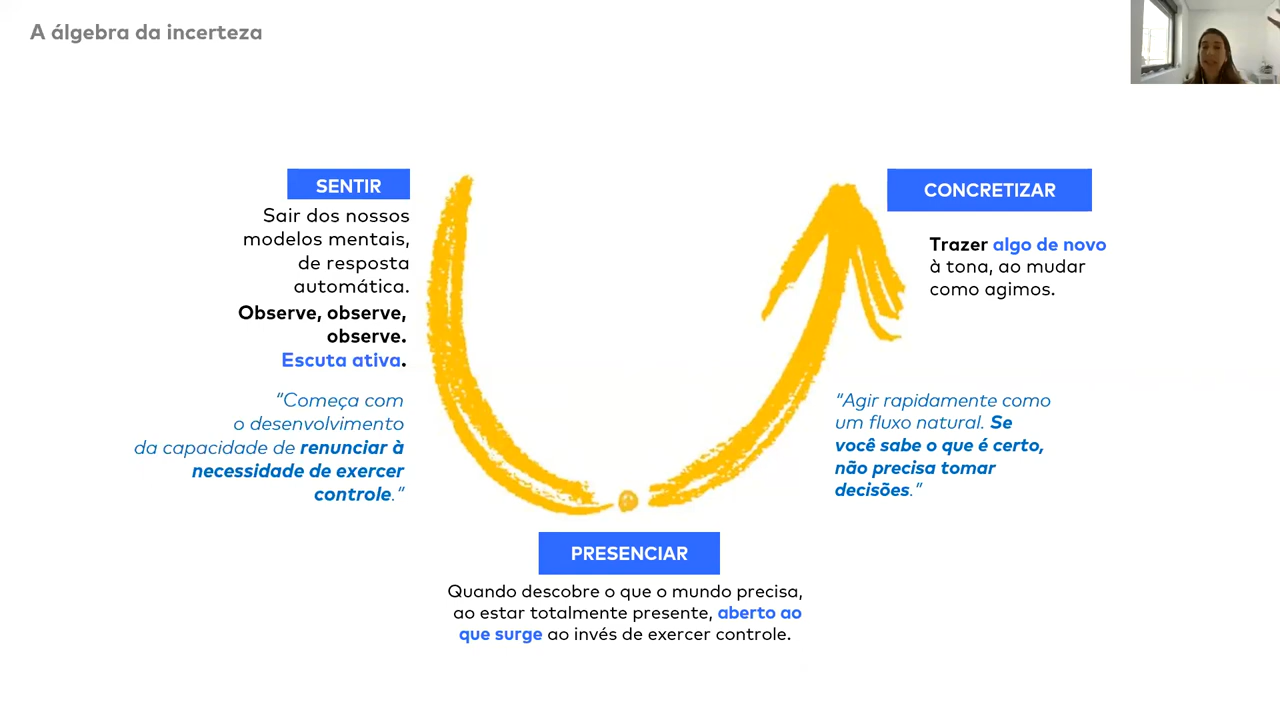 A álgebra da incerteza
SENTIR
Sair dos nossos
modelos mentais,
de resposta
automática.
Observe, observe,
observe.
Escuta ativa.
“Começa com
o desenvolvimento
da capacidade de renunciar à
necessidade de exercer
controle.”
PRESENCIAR
Quando descobre o que o mundo precisa,
ao estar totalmente presente, aberto ao
que surge ao invés de exercer controle.
CONCRETIZAR
Trazer algo de novo
à tona, ao mudar
como agimos.
“Agir rapidamente como
um fluxo natural. Se
você sabe o que é certo,
não precisa tomar
decisões.”